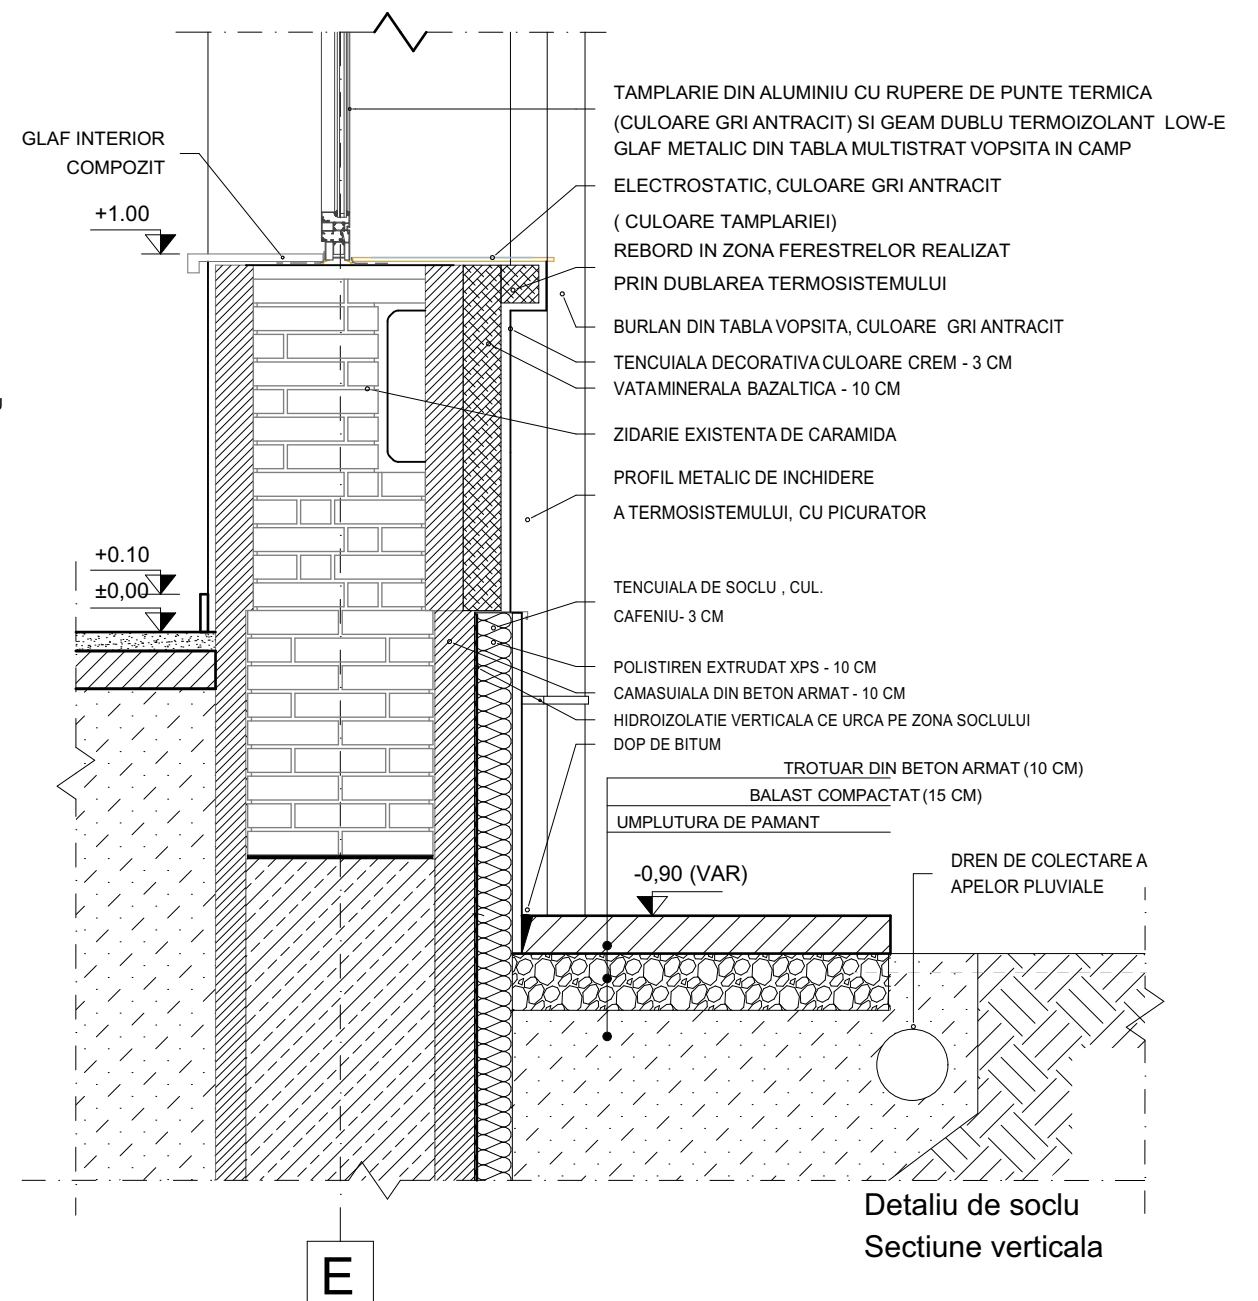 TAMPLARIE DIN ALUMINIU CU RUPERE DE PUNTE TERMICA
(CULOARE GRI ANTRACIT) SI GEAM DUBLU TERMOIZOLANT LOW-E
GLAF METALIC DIN TABLA MULTISTRAT VOPSITA IN CAMP
ELECTROSTATIC, CULOARE GRI ANTRACIT
( CULOARE TAMPLARIEI)
REBORD IN ZONA FERESTRELOR REALIZAT
PRIN DUBLAREA TERMOSISTEMULUI
BURLAN DIN TABLA VOPSITA, CULOARE GRI ANTRACIT
TENCUIALA DECORATIVA CULOARE CREM - 3 CM
VATAMINERALA BAZALTICA - 10 CM
ZIDARIE EXISTENTA DE CARAMIDA
PROFIL METALIC DE INCHIDERE
A TERMOSISTEMULUI, CU PICURATOR
TENCUIALA DE SOCLU , CUL.
CAFENIU- 3 CM
POLISTIREN EXTRUDAT XPS - 10 CM
CAMASUIALA DIN BETON ARMAT - 10 CM
HIDROIZOLATIE VERTICALA CE URCA PE ZONA SOCLULUI
DOP DE BITUM
TROTUAR DIN BETON ARMAT (10 CM)
BALAST COMPACTAT (15 CM)
UMPLUTURA DE PAMANT
-0,90 (VAR)
DREN DE COLECTARE A
APELOR PLUVIALE
GLAF INTERIOR
COMPOZIT
+1.00
+0.10
±0,00
Detaliu de soclu
Sectiune verticala
E